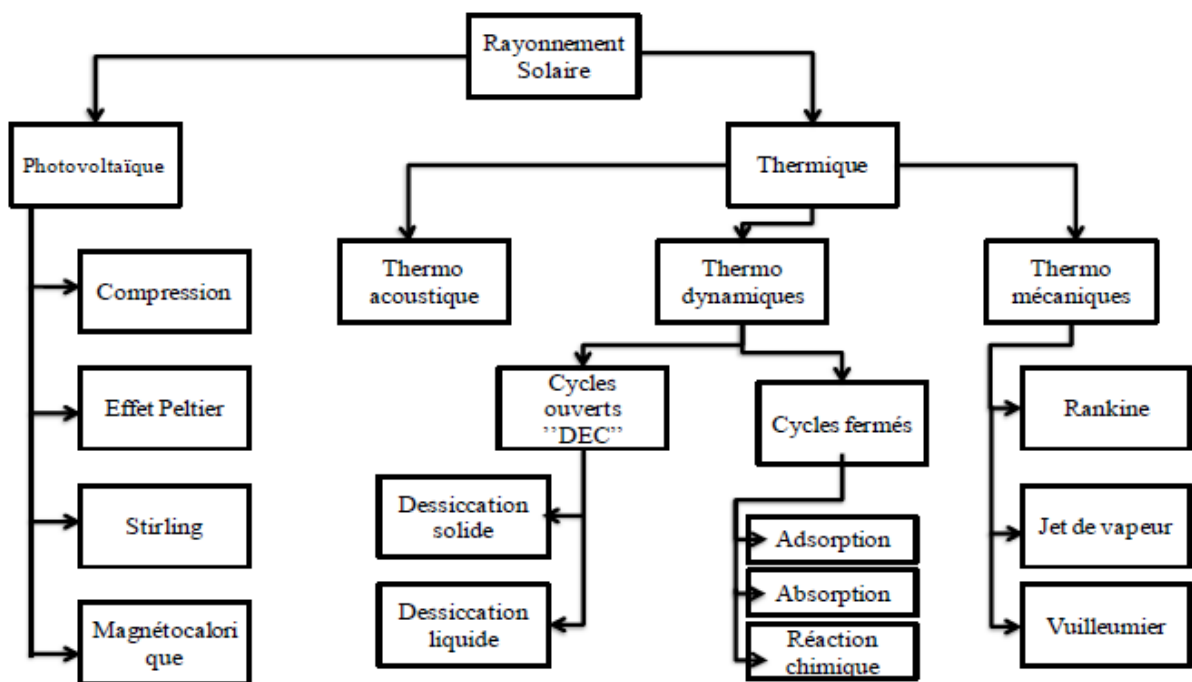 Rayonnement
Solaire
Photovoltaïque
Thermique
Compression
Effet Peltier
Stirling
Magnétocalori
que
Thermo
acoustique
Thermo
dynamiques
Thermo
mécaniques
Cycles
ouverts
’’DEC’’
Cycles fermés
Dessiccation
solide
Dessiccation
liquide
Adsorption
Absorption
Réaction
chimique
Rankine
Jet de vapeur
Vuilleumier